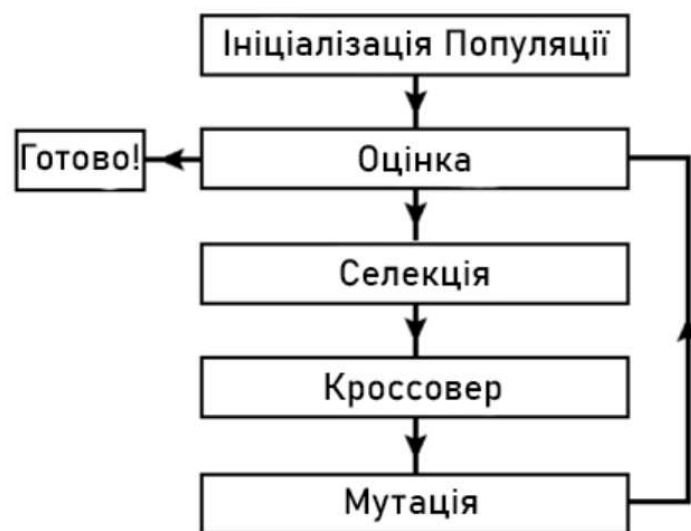 Ініціалізація Популяції
Готово!
Оцінка
Селекція
Кроссовер
Мутація